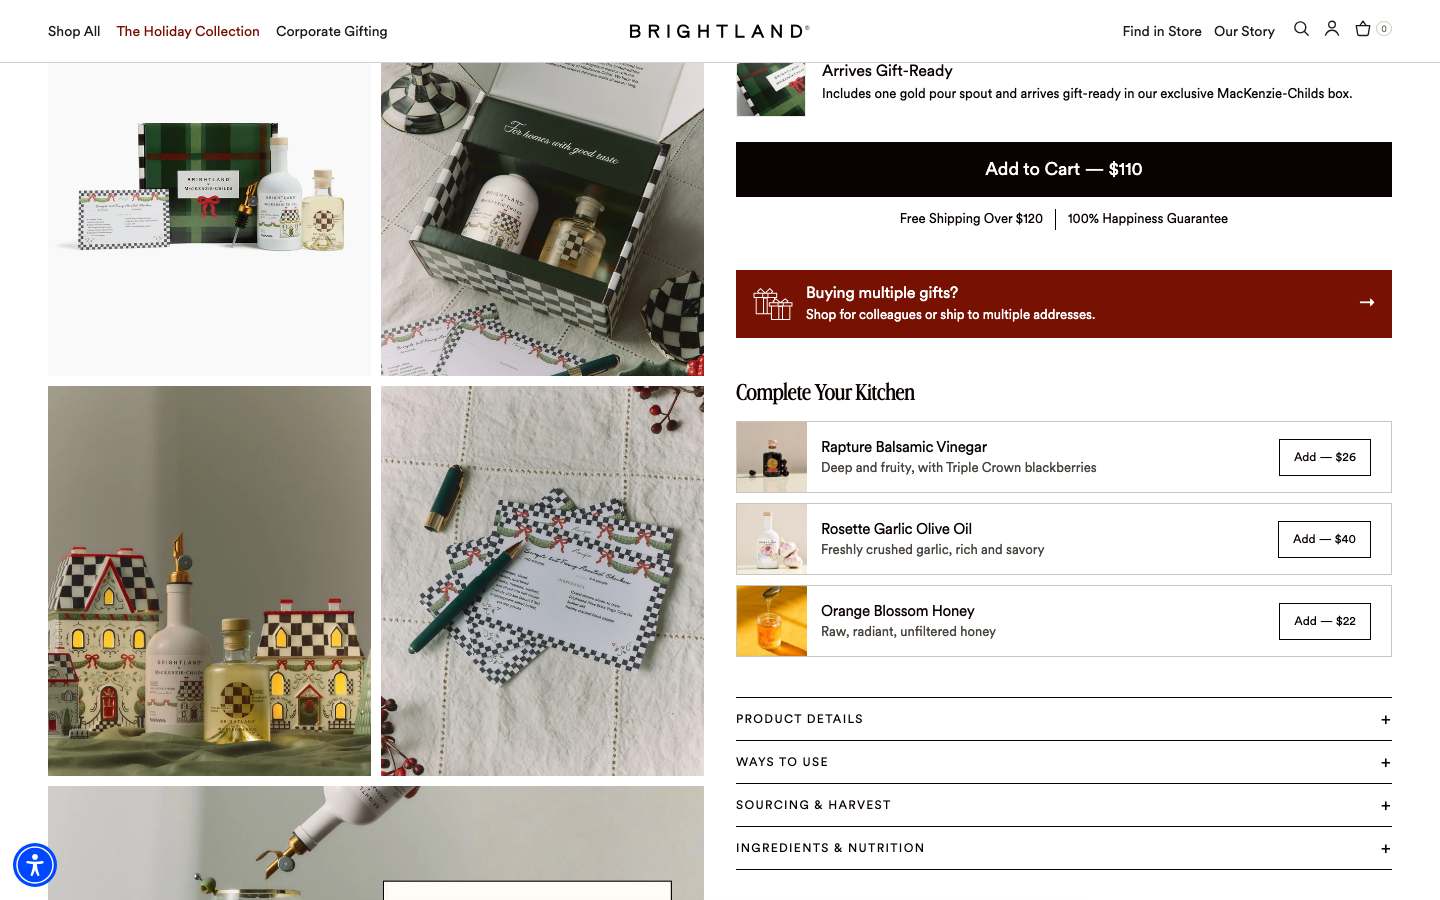 Shop All
The Holiday Collection
Corporate Gifting
BRIGHTLAND®
Find in Store
Our Story
0
For homes with good taste
BRIGHTLAND
MACKENZIE-CHILDS
Arrives Gift-Ready
Includes one gold pour spout and arrives gift-ready in our exclusive MacKenzie-Childs box.
Add to Cart — $110
Free Shipping Over $120
100% Happiness Guarantee
Buying multiple gifts?
Shop for colleagues or ship to multiple addresses.
→
Complete Your Kitchen
Rapture Balsamic Vinegar
Deep and fruity, with Triple Crown blackberries
Add — $26
Rosette Garlic Olive Oil
Freshly crushed garlic, rich and savory
Add — $40
Orange Blossom Honey
Raw, radiant, unfiltered honey
Add — $22
PRODUCT DETAILS +
WAYS TO USE +
SOURCING & HARVEST +
INGREDIENTS & NUTRITION +